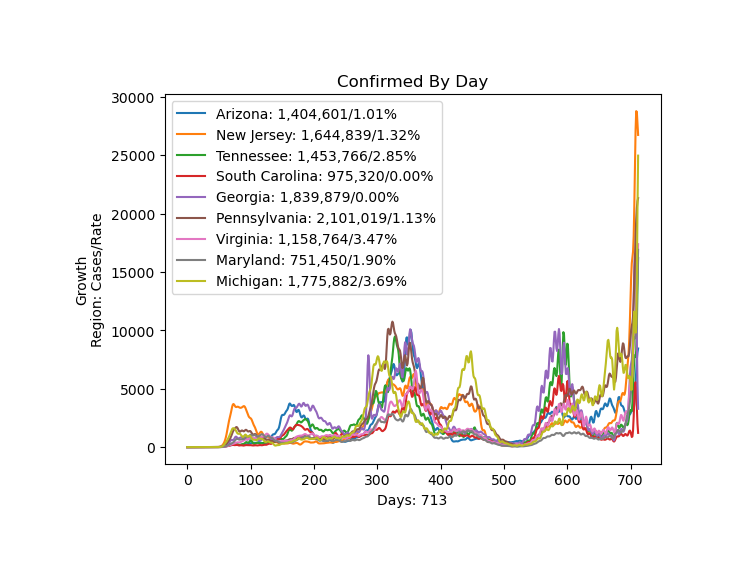 Confirmed By Day
30000
25000
20000
15000
10000
5000
0
Growth
Region: Cases/Rate
Arizona: 1,404,601/1.01%
New Jersey: 1,644,839/1.32%
Tennessee: 1,453,766/2.85%
South Carolina: 975,320/0.00%
Georgia: 1,839,879/0.00%
Pennsylvania: 2,101,019/1.13%
Virginia: 1,158,764/3.47%
Maryland: 751,450/1.90%
Michigan: 1,775,882/3.69%
0 100 200 300 400 500 600 700
Days: 713